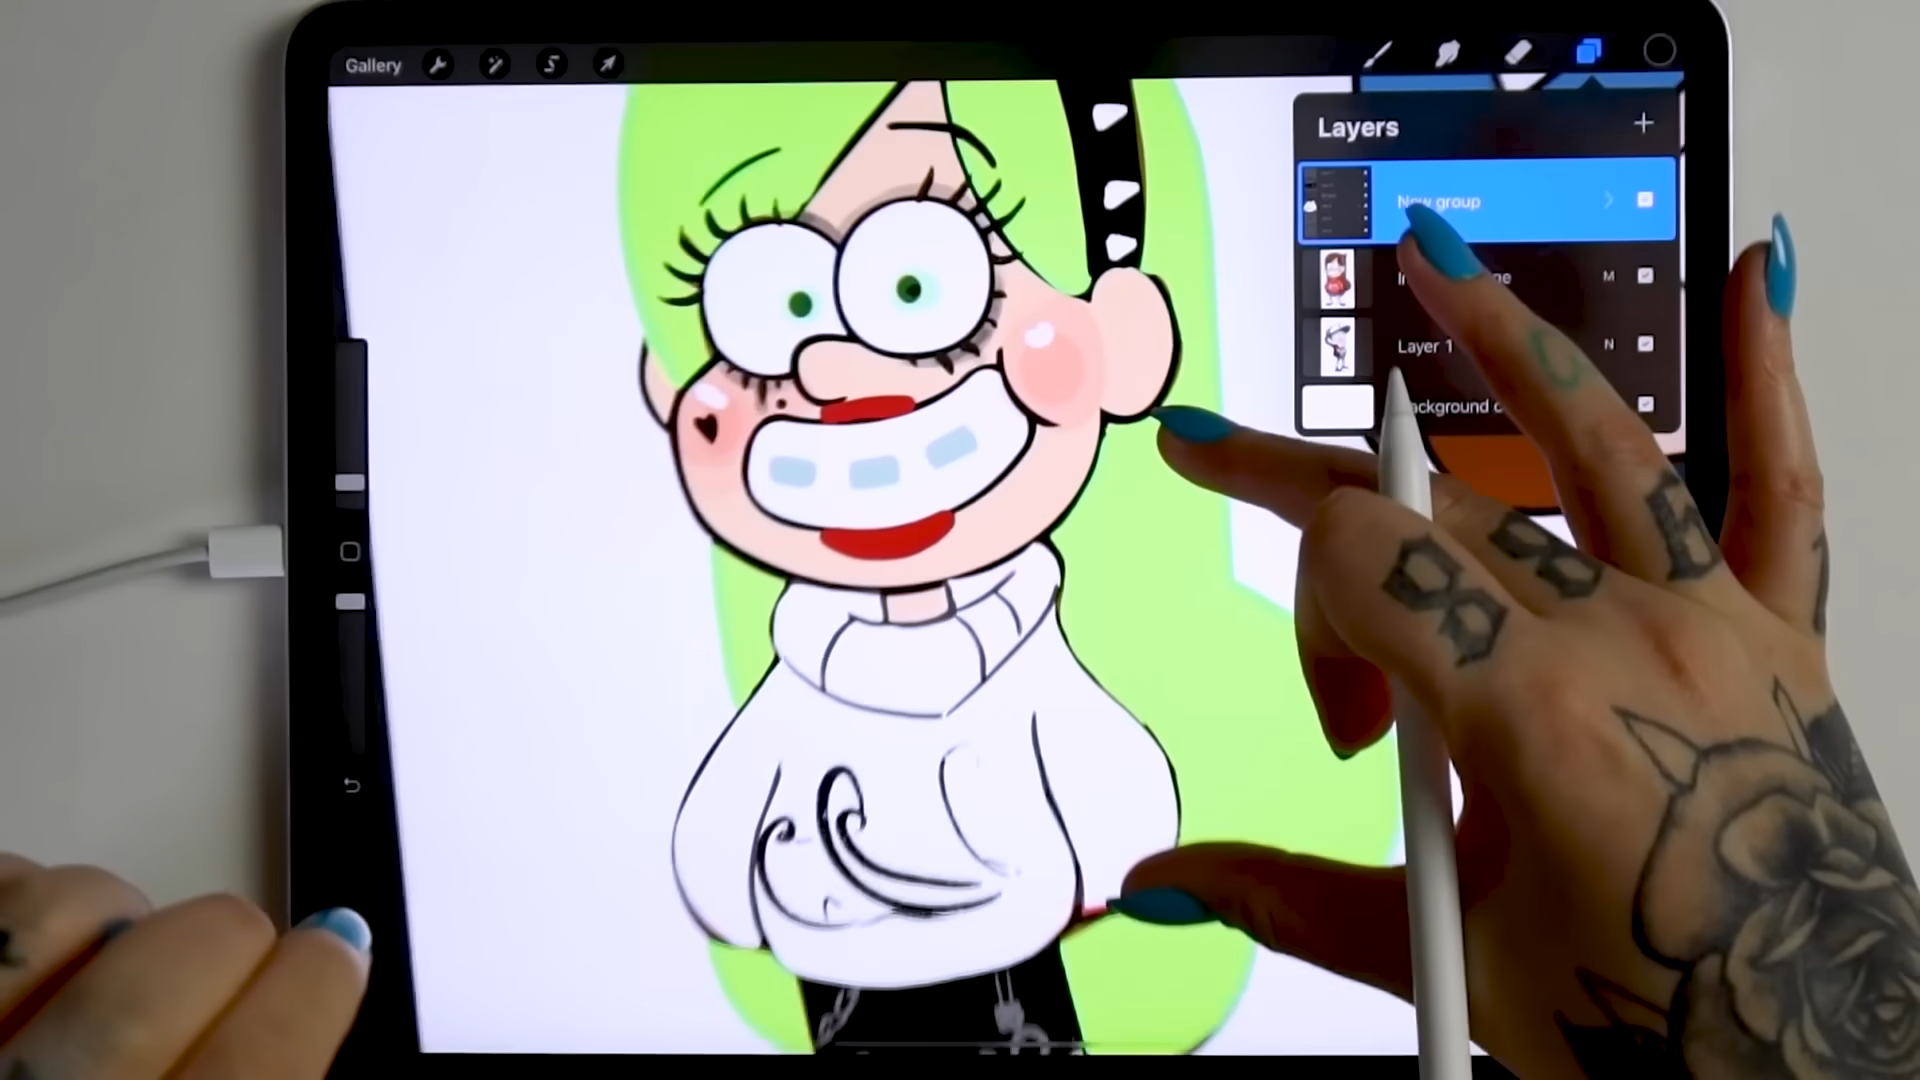 Gallery
Layers
New group
M
Layer 1
N